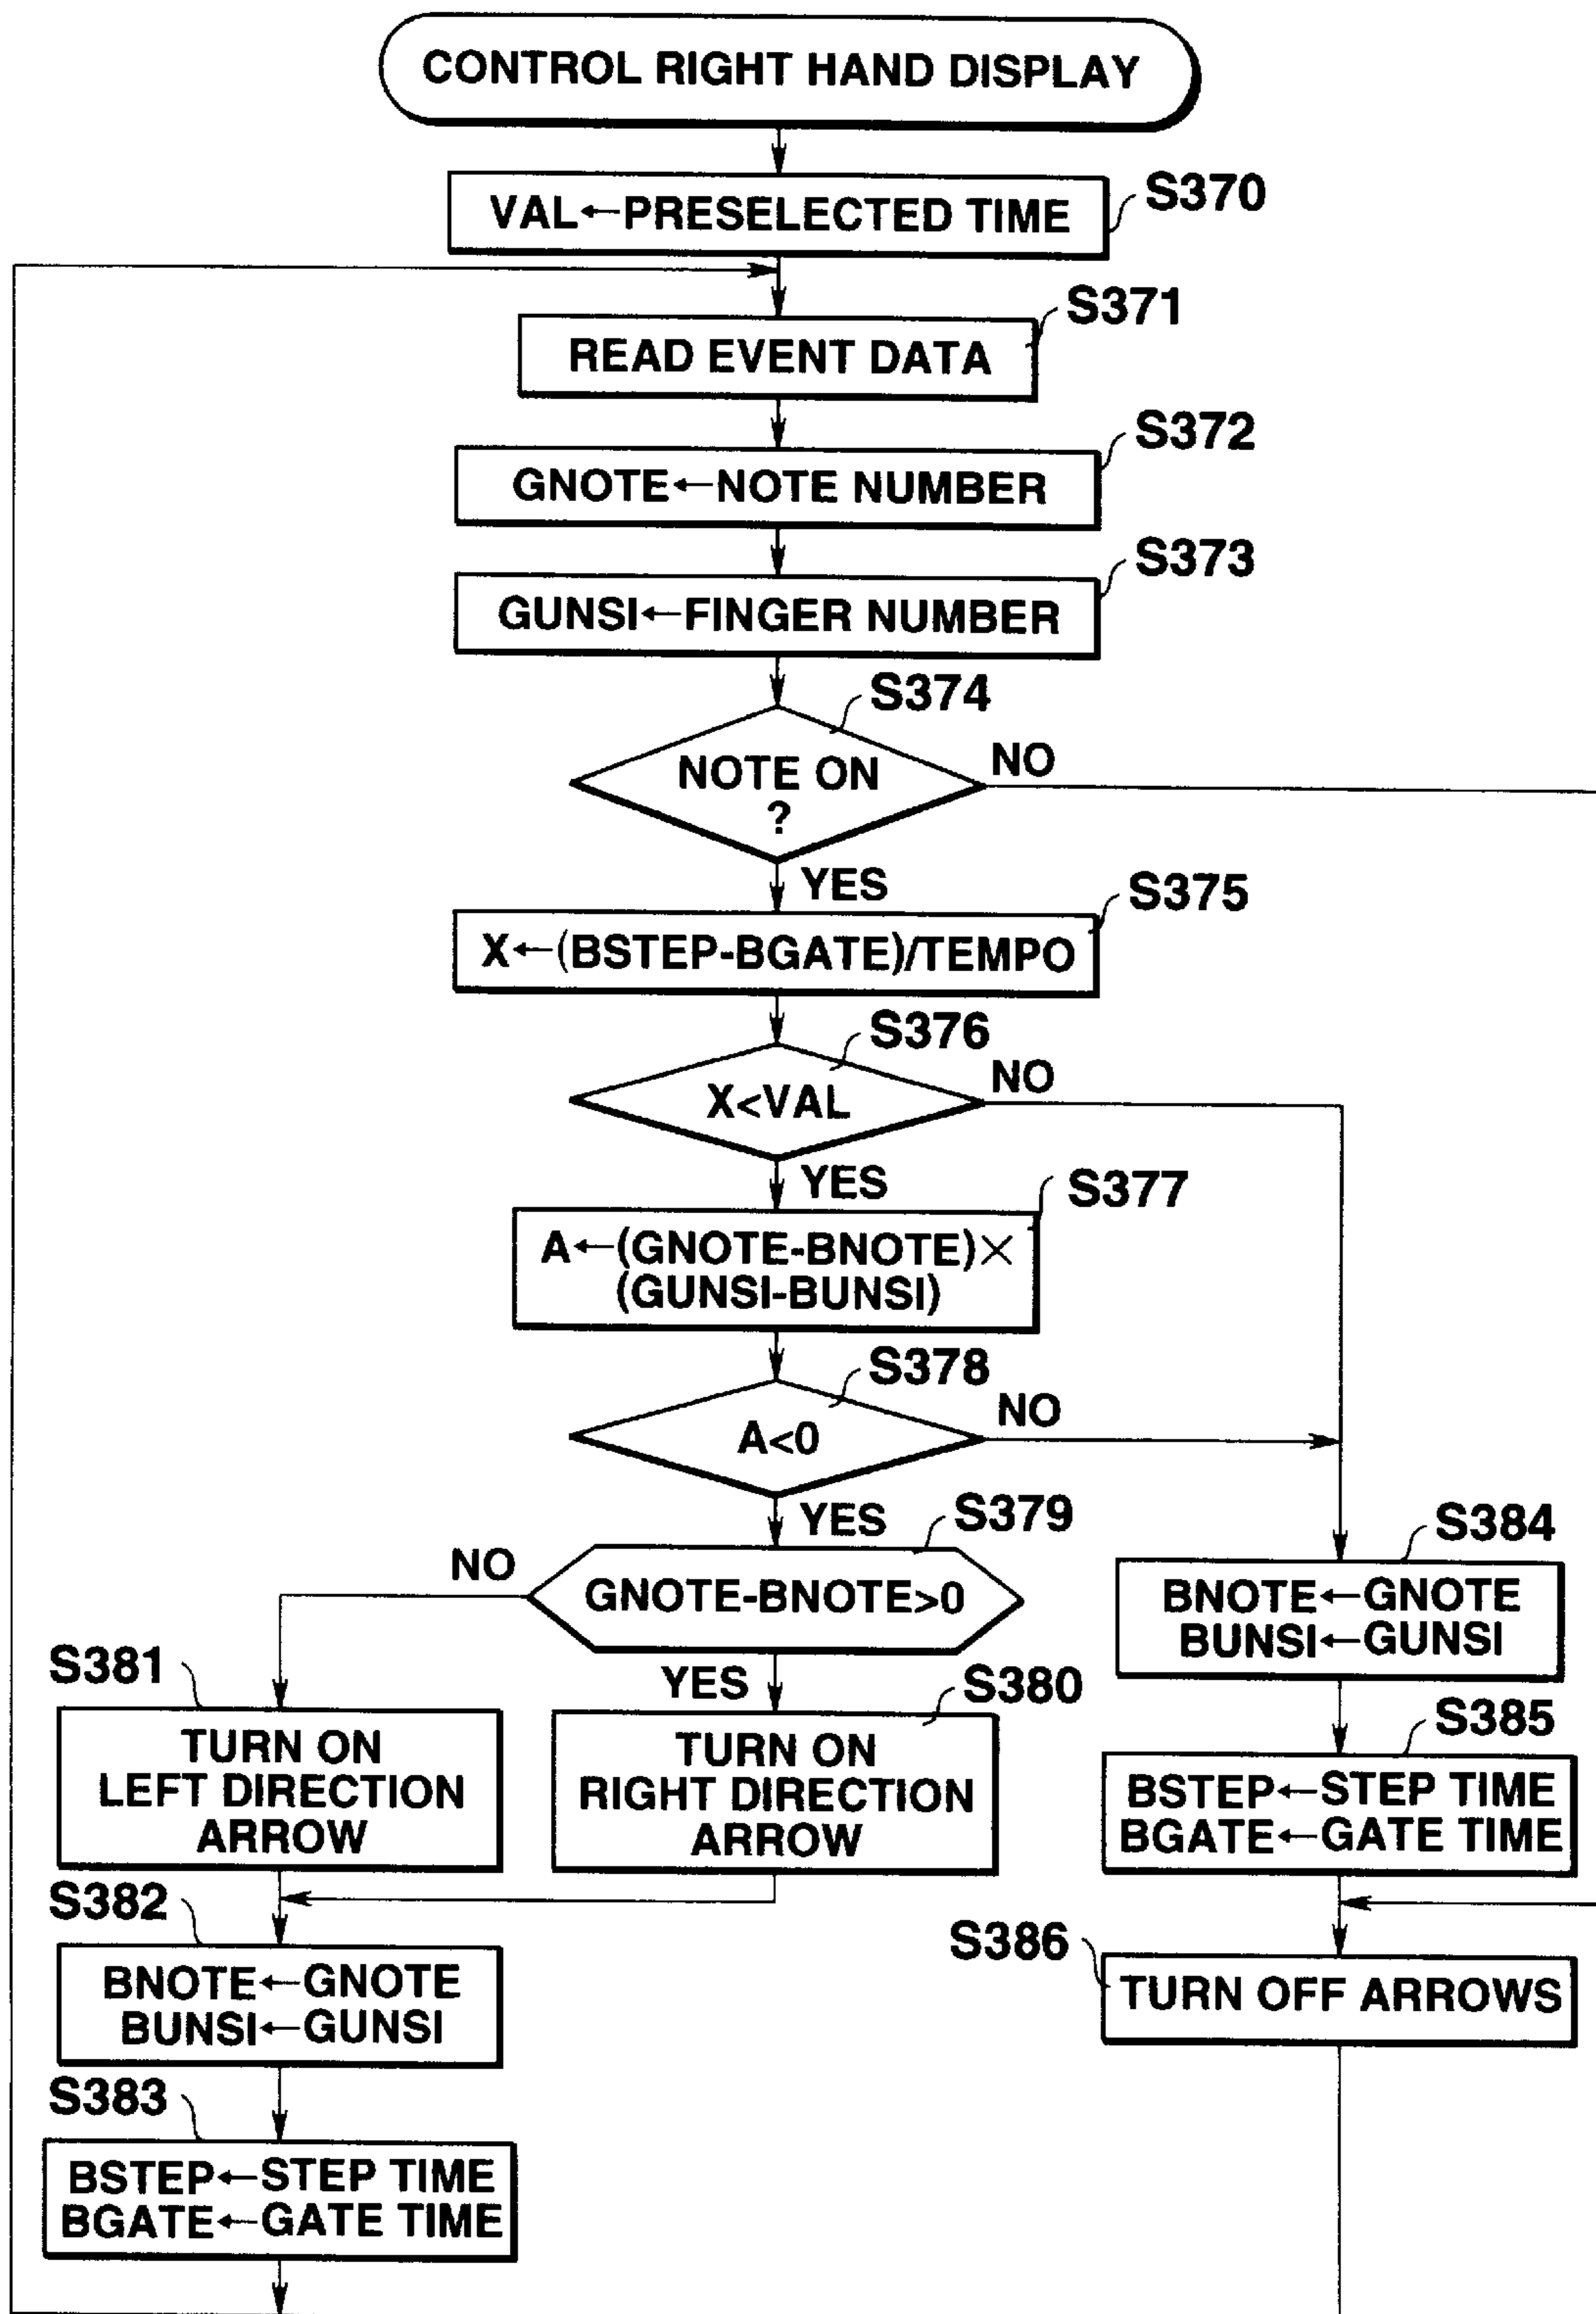 CONTROL RIGHT HAND DISPLAY
VAL←PRESELECTED TIME
S370
S371
READ EVENT DATA
S372
GNOTE←NOTE NUMBER
S373
GUNSI←FINGER NUMBER
S374
NOTE ON
?
NO
YES
S375
X←(BSTEP-BGATE)/TEMPO
S376
X<VAL
NO
YES
S377
A←(GNOTE-BNOTE)×
(GUNSI-BUNSI)
S378
A<0
NO
YES
S379
GNOTE-BNOTE>0
NO
YES
S381
TURN ON
LEFT DIRECTION
ARROW
S380
TURN ON
RIGHT DIRECTION
ARROW
S382
BNOTE←GNOTE
BUNSI←GUNSI
S383
BSTEP←STEP TIME
BGATE←GATE TIME
S384
BNOTE←GNOTE
BUNSI←GUNSI
S385
BSTEP←STEP TIME
BGATE←GATE TIME
S386
TURN OFF ARROWS